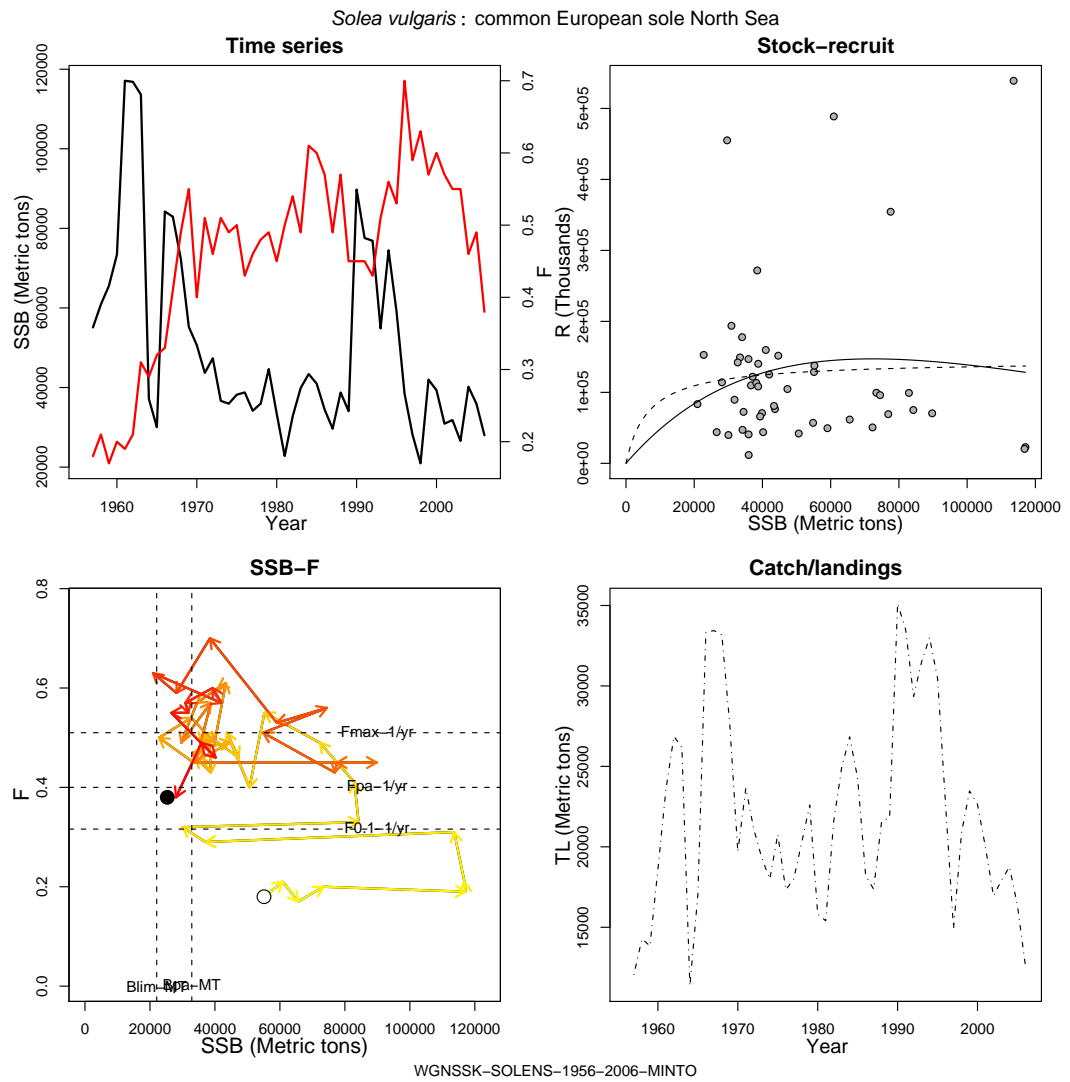 Solea vulgaris : common European sole North Sea
Time series
SSB (Metric tons)
20000 40000 60000 80000 100000 120000
F
0.2 0.3 0.4 0.5 0.6 0.7
1960 1970 1980 1990 2000
Year
Stock−recruit
R (Thousands)
0e+00 1e+05 2e+05 3e+05 4e+05 5e+05
0 20000 40000 60000 80000 100000 120000
SSB (Metric tons)
SSB−F
F
0.0 0.2 0.4 0.6 0.8
Fmax−1/yr
Fpa−1/yr
F0.1−1/yr
Blim−MT
Bpa−MT
0 20000 40000 60000 80000 100000 120000
SSB (Metric tons)
Catch/landings
TL (Metric tons)
15000 20000 25000 30000 35000
1960 1970 1980 1990 2000
Year
WGNSSK−SOLENS−1956−2006−MINTO